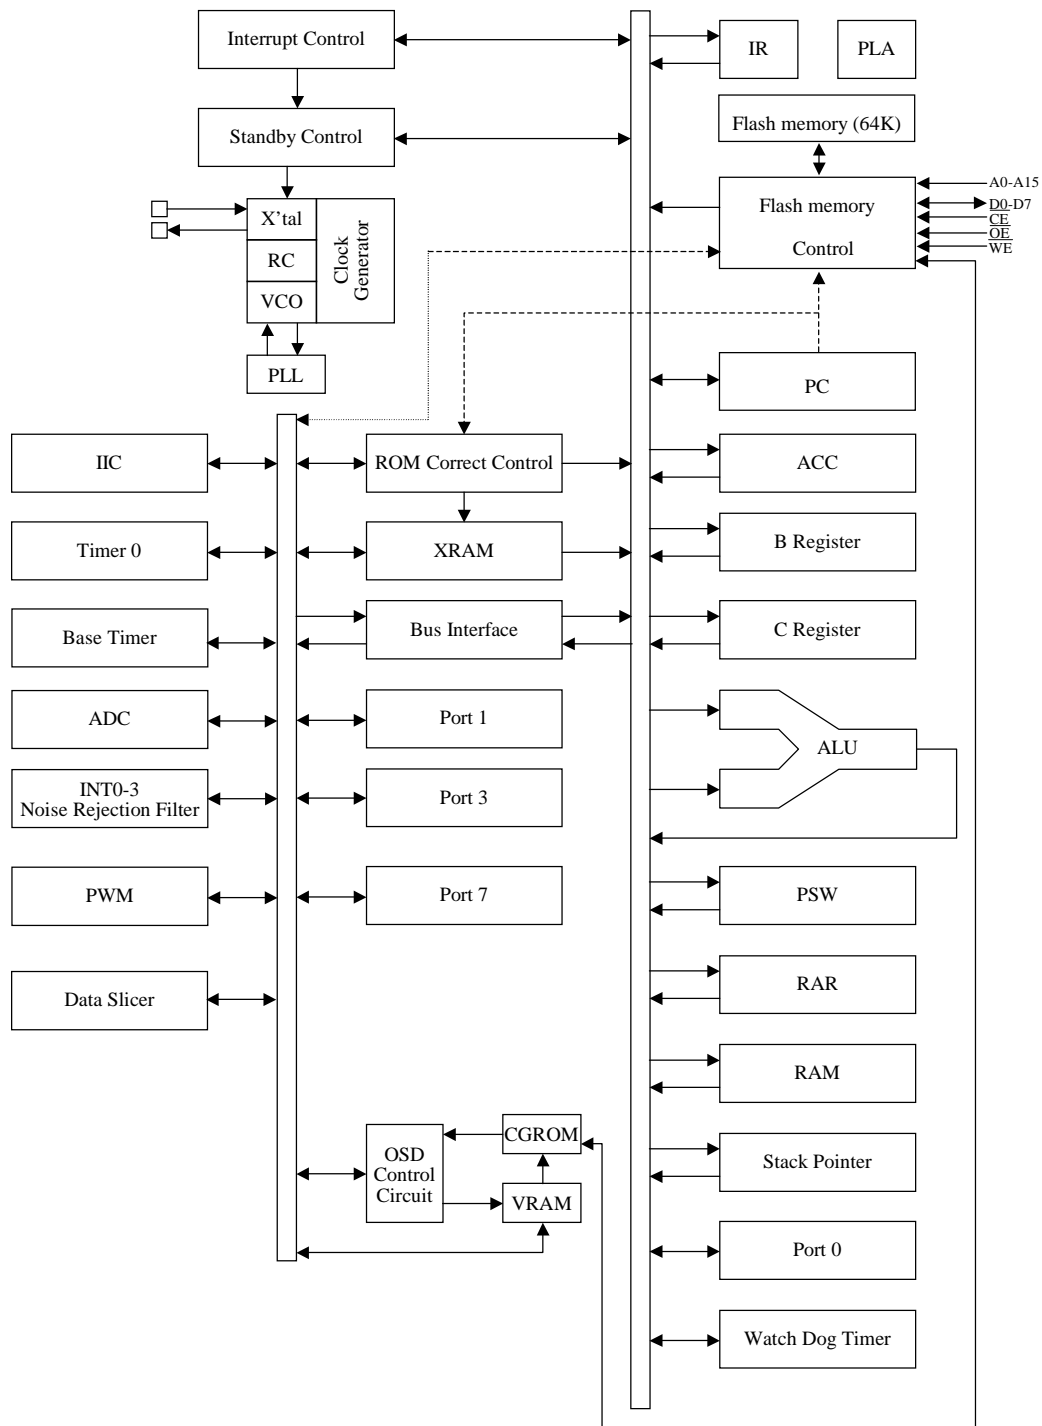 Interrupt Control
IR
PLA
Standby Control
Flash memory (64K)
Flash memory
Control
A0-A15
D0-D7
CE
OE
WE
X'tal
RC
VCO
Clock
Generator
PLL
PC
IIC
ROM Correct Control
ACC
Timer 0
XRAM
B Register
Base Timer
Bus Interface
C Register
ADC
Port 1
ALU
INT0-3
Noise Rejection Filter
Port 3
PWM
Port 7
PSW
Data Slicer
RAR
RAM
OSD
Control
Circuit
CGROM
VRAM
Stack Pointer
Port 0
Watch Dog Timer